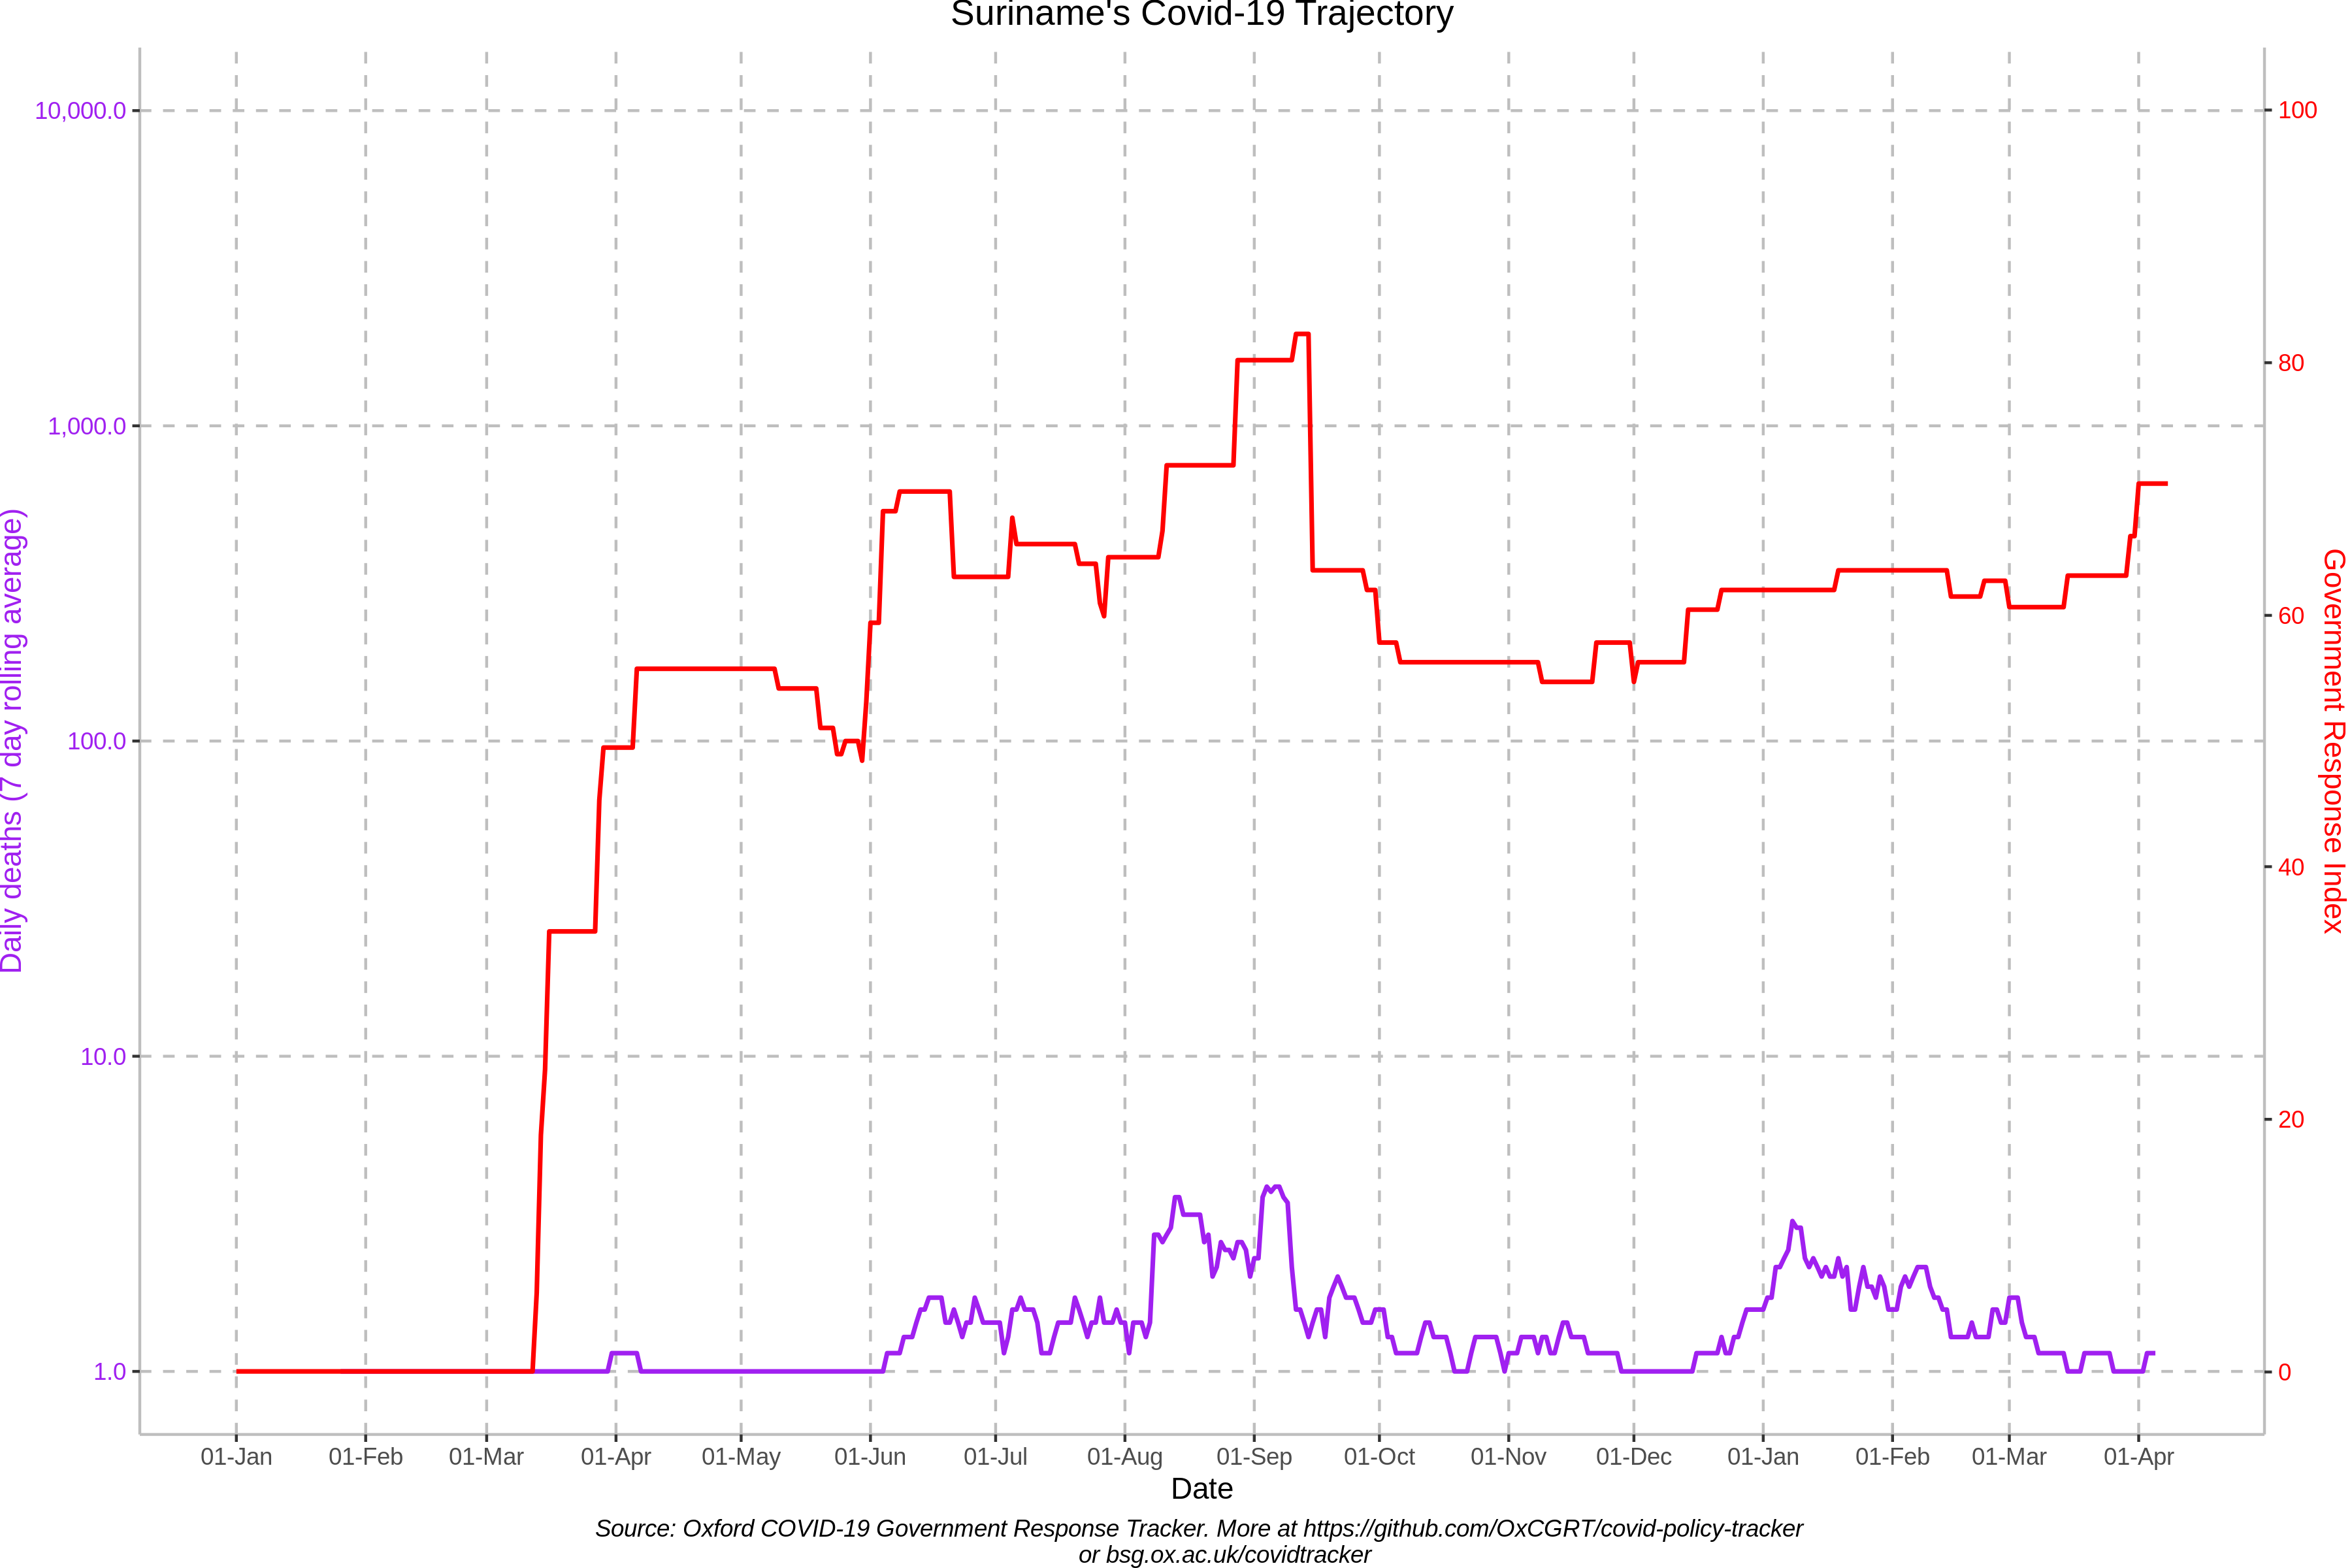 Suriname's Covid-19 Trajectory
10,000.0
1,000.0
100.0
10.0
1.0
Daily deaths (7 day rolling average)
100
80
60
40
20
0
Government Response Index
01-Jan 01-Feb 01-Mar 01-Apr 01-May 01-Jun 01-Jul 01-Aug 01-Sep 01-Oct 01-Nov 01-Dec 01-Jan 01-Feb 01-Mar 01-Apr
Date
Source: Oxford COVID-19 Government Response Tracker. More at https://github.com/OxCGRT/covid-policy-tracker
or bsg.ox.ac.uk/covidtracker